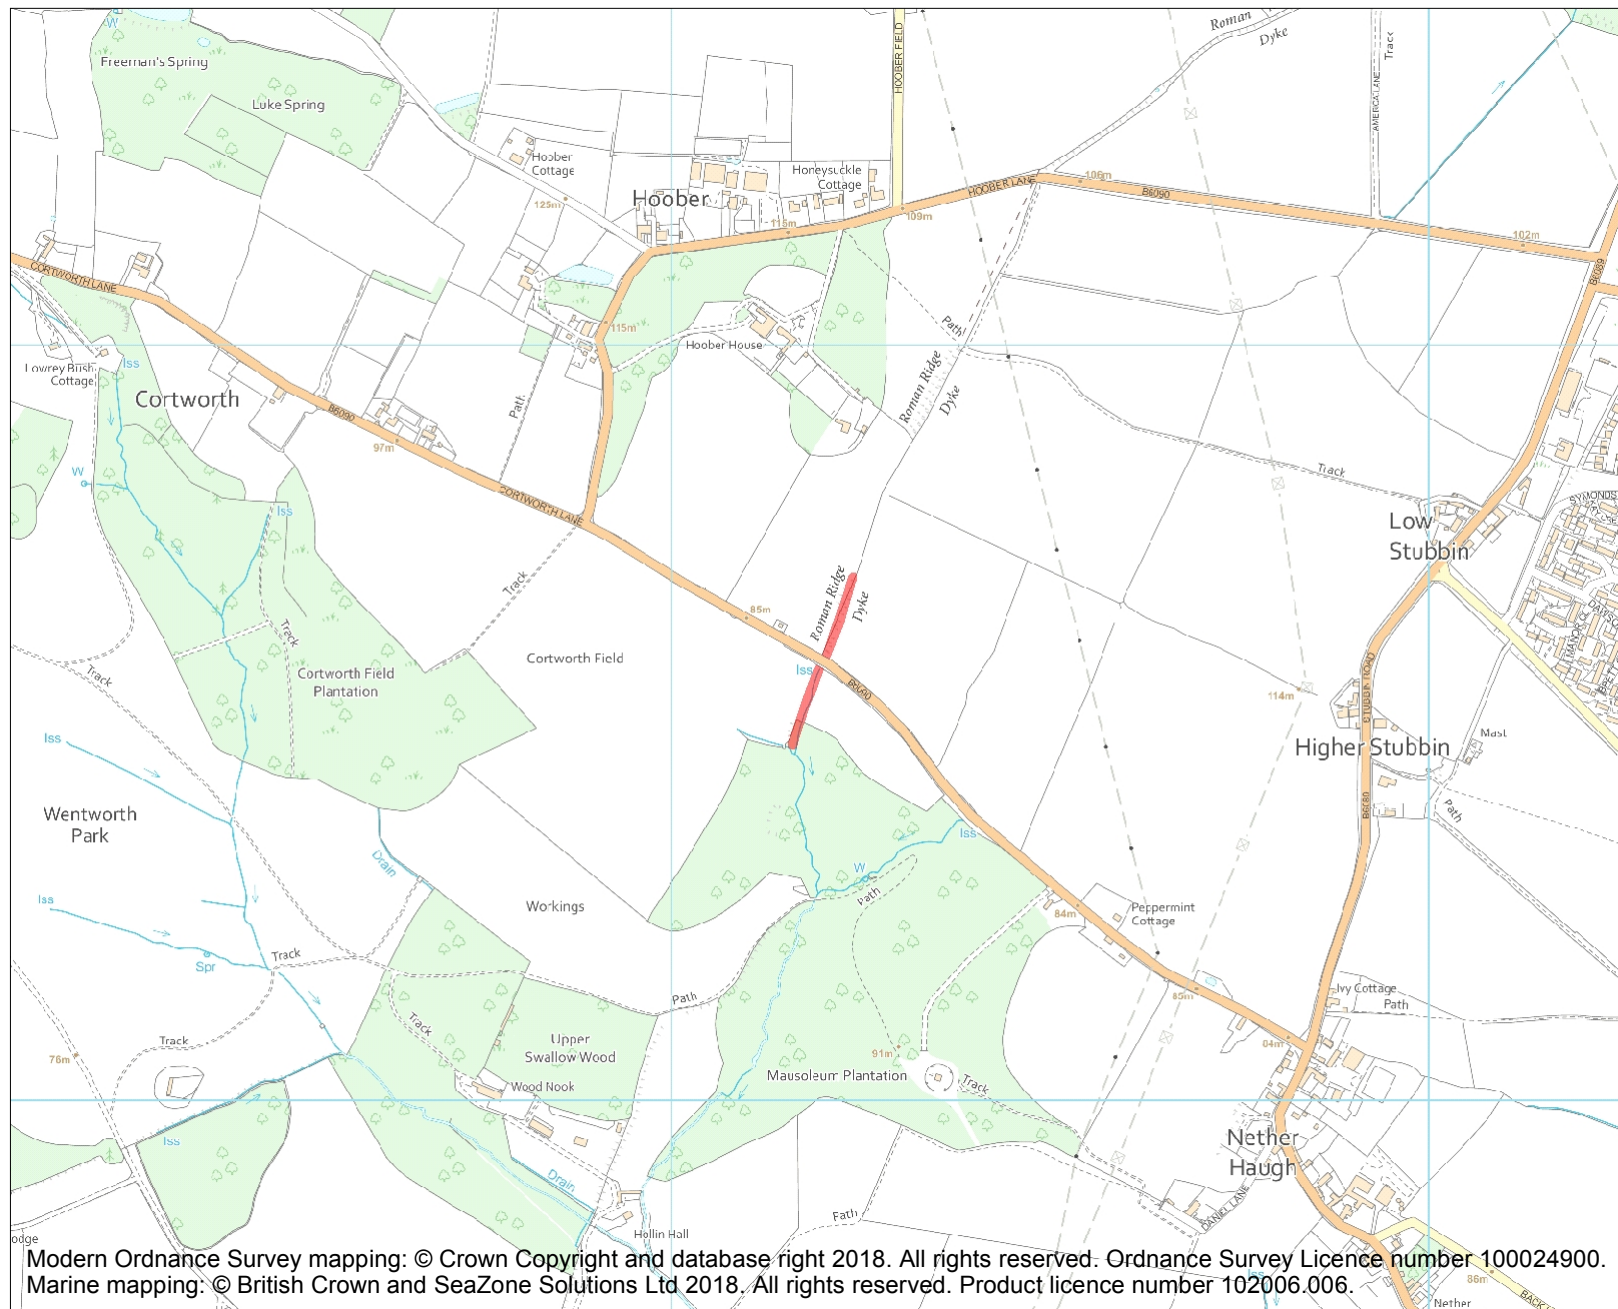 W
Freeman's Spring
Luke Spring
HOOBER FIELD
Roman
Dyke
Track
AMERICA LANE
Hoober
Cottage
125m
Hoober
Honeysuckle
Cottage
115m
109m
HOOBER LANE
106m
B6090
102m
B6089
CORTWORTH LANE
Iss
Lowrey Bush
Cottage
Cortworth
B6090
97m
Path
115m
Hoober House
Path
Roman Ridge
Dyke
Track
W
Iss
CORTWORTH LANE
Track
Low
Stubbin
SYMONDS
MANOR
85m
Roman Ridge
Dyke
Iss
B6090
Cortworth Field
Track
Cortworth Field
Plantation
Track
114m
STUBBIN ROAD
Higher Stubbin
Mast
Path
Iss
Wentworth
Park
Drain
Iss
W
Path
Workings
84m
Peppermint
Cottage
Iss
Spr
Track
Path
85m
Ivy Cottage
Path
Track
Track
76m
Upper
Swallow Wood
Wood Nook
91m
Mausoleum Plantation
Track
Iss
Nether
Haugh
DANIEL LANE
Drain
Hollin Hall
86m
BACK
Iss
Nether
Modern Ordnance Survey mapping: © Crown Copyright and database right 2018. All rights reserved. Ordnance Survey Licence number 100024900.
Marine mapping: © British Crown and SeaZone Solutions Ltd 2018. All rights reserved. Product licence number 102006.006.